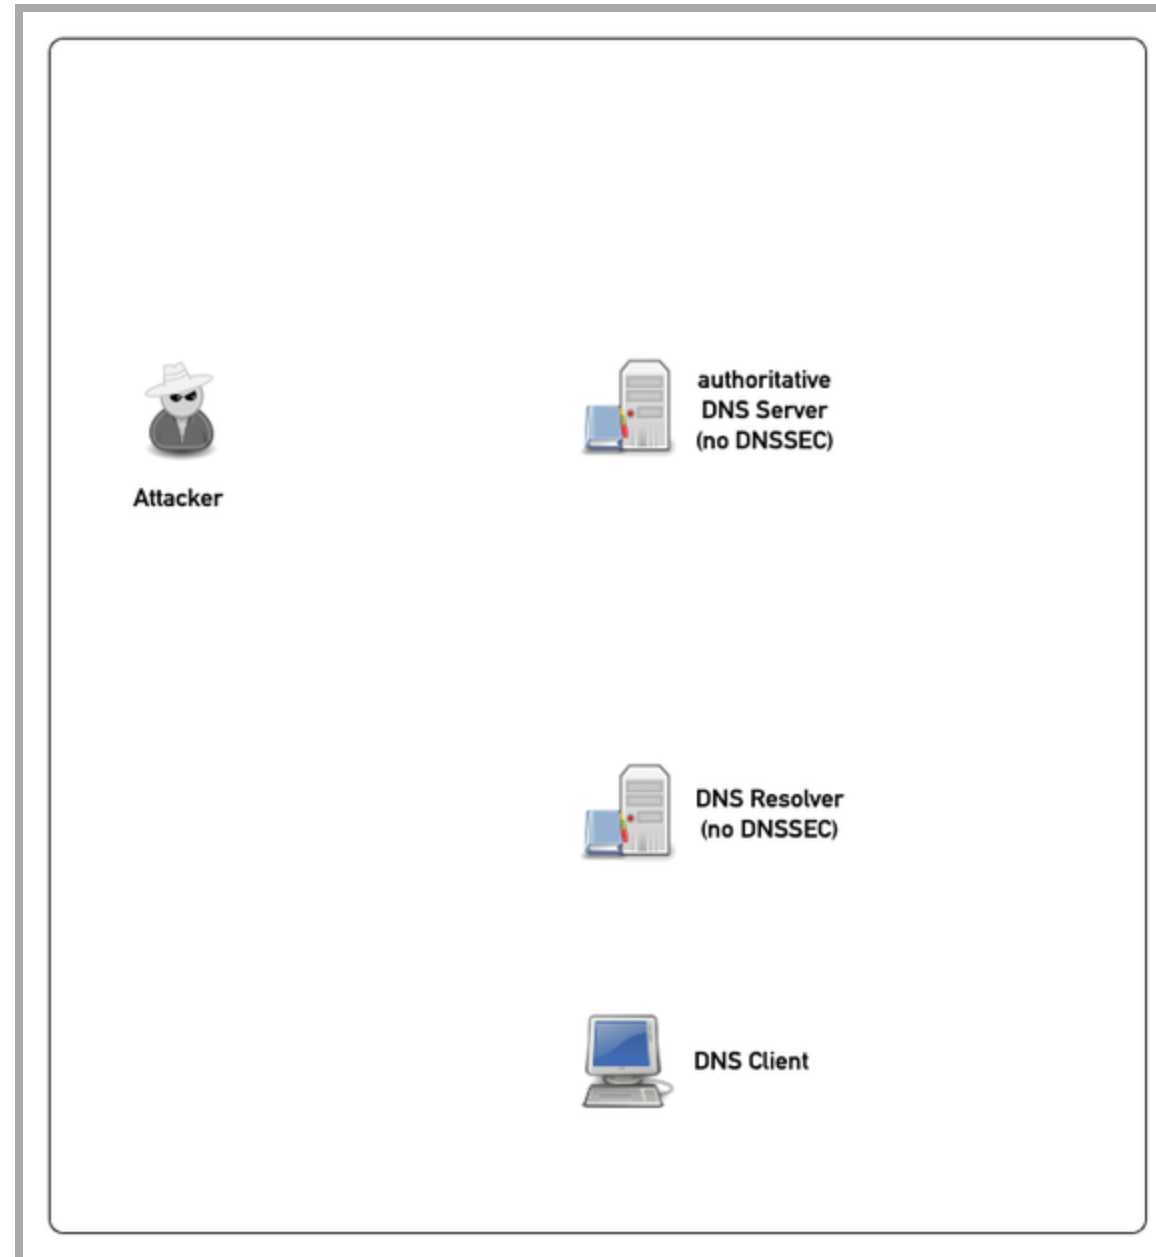 authoritative
DNS Server
(no DNSSEC)
Attacker
DNS Resolver
(no DNSSEC)
DNS Client